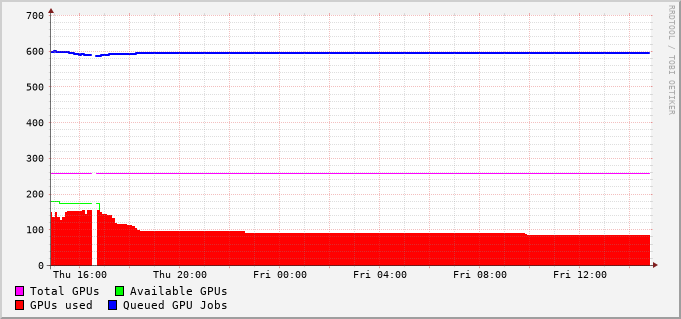 700
600
500
400
300
200
100
0
Thu 16:00 Thu 20:00 Fri 00:00 Fri 04:00 Fri 08:00 Fri 12:00
Total GPUs Available GPUs
GPUs used Queued GPU Jobs
RRDTOOL / TOBI OETIKER